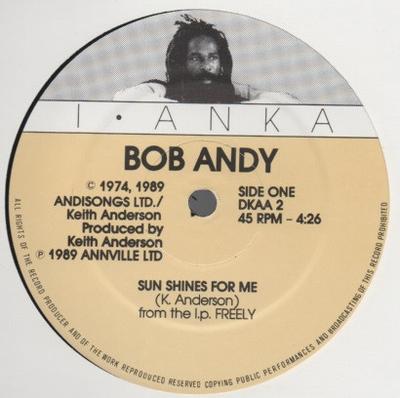 I • ANKA
BOB ANDY
© 1974, 1989
ANDISONGS LTD./
Keith Anderson
Produced by
Keith Anderson
℗ 1989 ANNVILLE LTD
SIDE ONE
DKAA 2
45 RPM – 4:26
SUN SHINES FOR ME
(K. Anderson)
from the l.p. FREELY
ALL RIGHTS OF THE RECORD PRODUCER AND OF THE WORK REPRODUCED RESERVED COPYING PUBLIC PERFORMANCES AND BROADCASTING OF THIS RECORD PROHIBITED